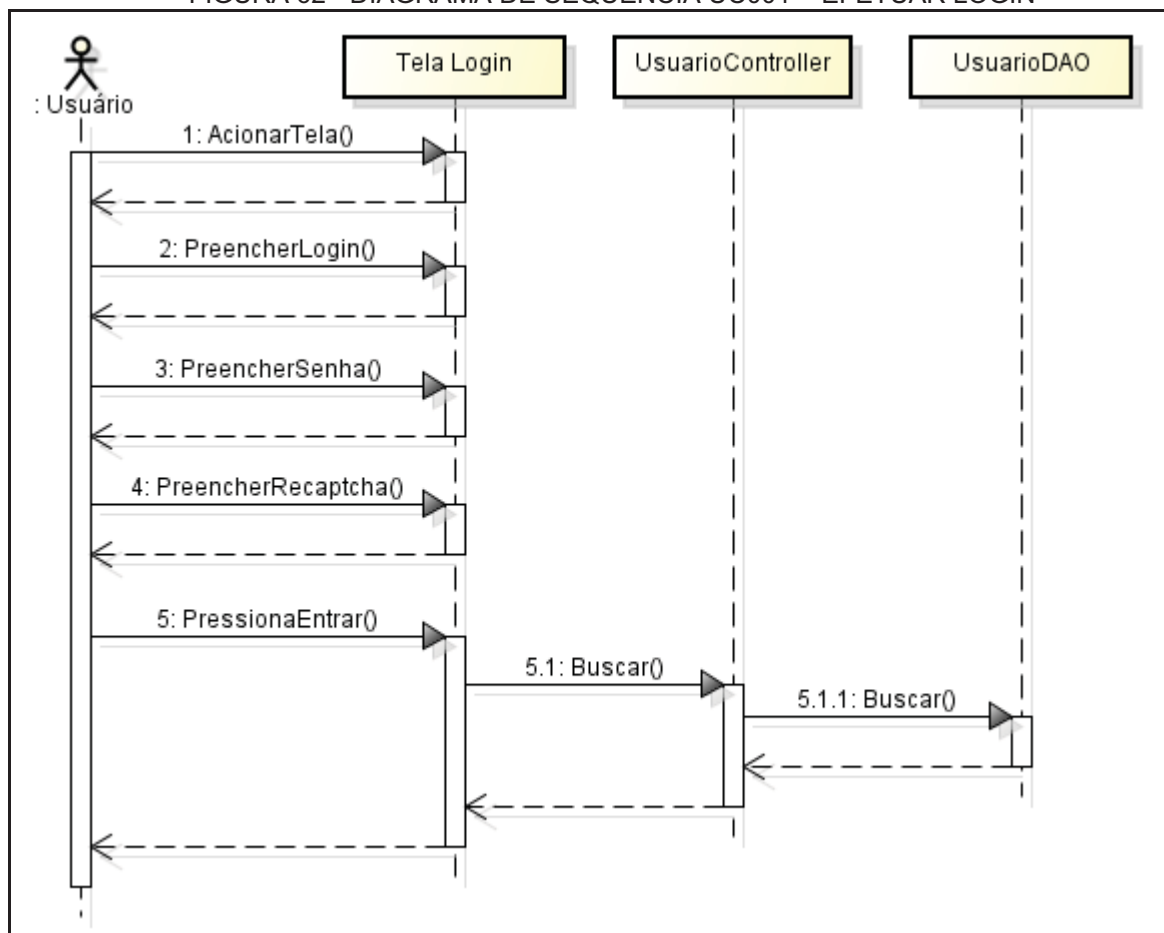 : Usuário
Tela Login
UsuarioController
UsuarioDAO
1: AcionarTela()
2: PreencherLogin()
3: PreencherSenha()
4: PreencherRecaptcha()
5: PressionaEntrar()
5.1: Buscar()
5.1.1: Buscar()